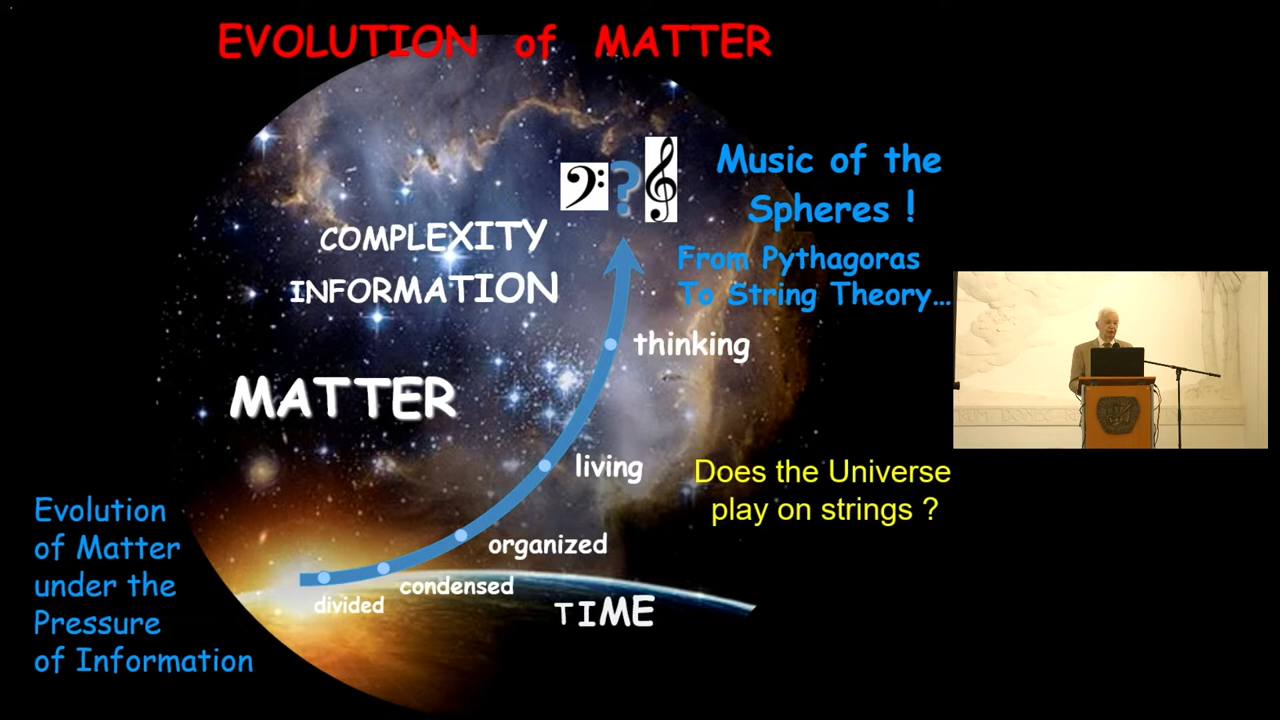 EVOLUTION of MATTER
?
Music of the
Spheres !
From Pythagoras
To String Theory...
COMPLEXITY
INFORMATION
thinking
MATTER
living
Does the Universe
play on strings ?
organized
condensed
divided
TIME
Evolution
of Matter
under the
Pressure
of Information